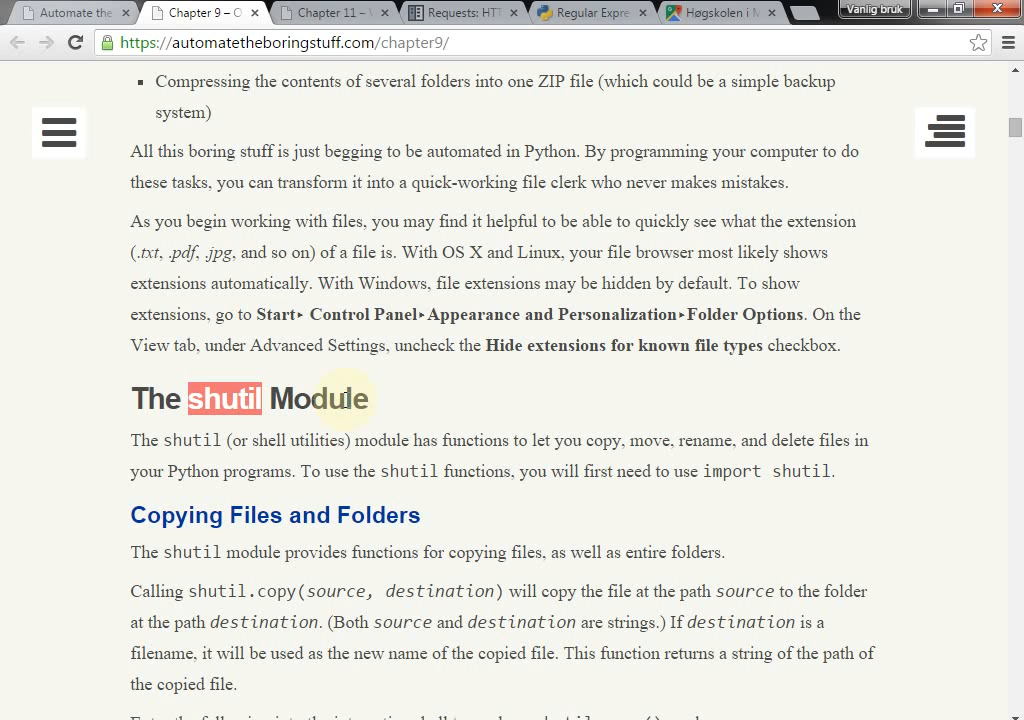 Automate the
Chapter 9 – O
Chapter 11 – V
Requests: HTT
Regular Expre
Høgskolen i M
Vanlig bruk
https://automatetheboringstuff.com/chapter9/
▪ Compressing the contents of several folders into one ZIP file (which could be a simple backup
system)
All this boring stuff is just begging to be automated in Python. By programming your computer to do
these tasks, you can transform it into a quick-working file clerk who never makes mistakes.
As you begin working with files, you may find it helpful to be able to quickly see what the extension
(.txt, .pdf, .jpg, and so on) of a file is. With OS X and Linux, your file browser most likely shows
extensions automatically. With Windows, file extensions may be hidden by default. To show
extensions, go to Start▸ Control Panel▸Appearance and Personalization▸Folder Options. On the
View tab, under Advanced Settings, uncheck the Hide extensions for known file types checkbox.
The shutil Module
The shutil (or shell utilities) module has functions to let you copy, move, rename, and delete files in
your Python programs. To use the shutil functions, you will first need to use import shutil.
Copying Files and Folders
The shutil module provides functions for copying files, as well as entire folders.
Calling shutil.copy(source, destination) will copy the file at the path source to the folder
at the path destination. (Both source and destination are strings.) If destination is a
filename, it will be used as the new name of the copied file. This function returns a string of the path of
the copied file.